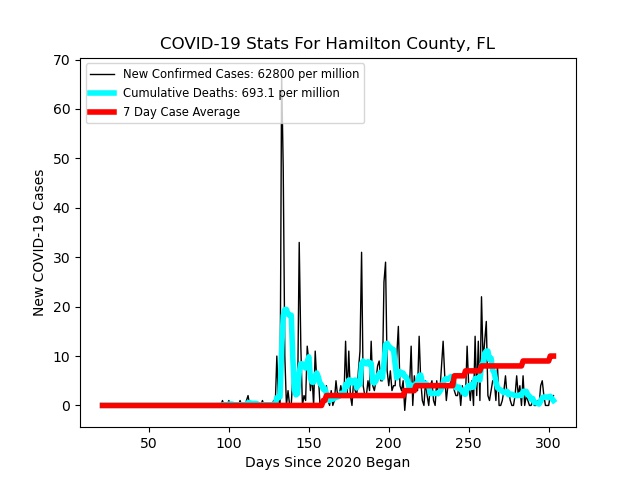 COVID-19 Stats For Hamilton County, FL
New Confirmed Cases: 62800 per million
Cumulative Deaths: 693.1 per million
7 Day Case Average
New COVID-19 Cases
70
60
50
40
30
20
10
0
50
100
150
200
250
300
Days Since 2020 Began